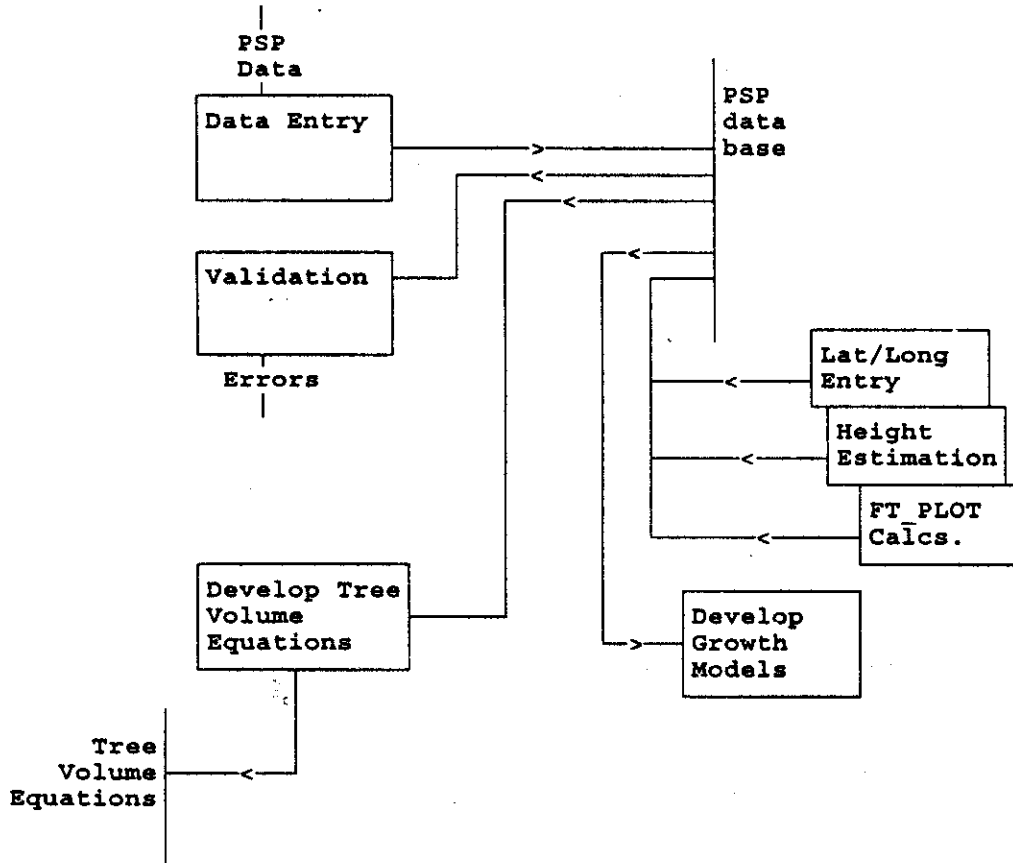 PSP
Data
Data Entry
PSP
data
base
Validation
Errors
Lat/Long
Entry
Height
Estimation
FT_PLOT
Calcs.
Develop Tree
Volume
Equations
Develop
Growth
Models
Tree
Volume
Equations